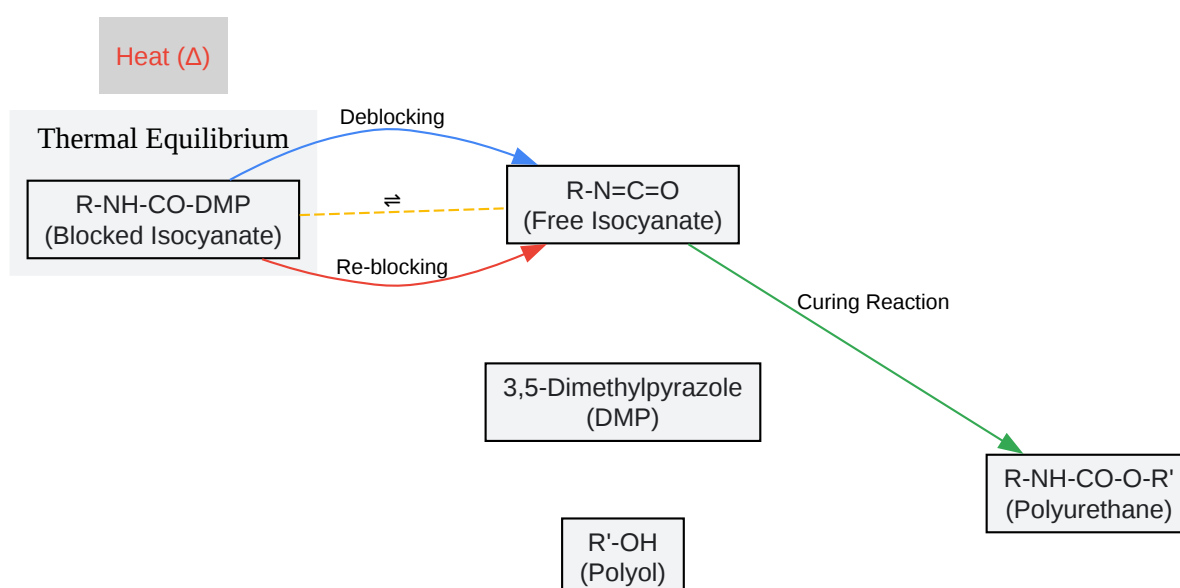 Heat (Δ)
Thermal Equilibrium
Deblocking
R-NH-CO-DMP
(Blocked Isocyanate)
⇌
R-N=C=O
(Free Isocyanate)
Re-blocking
Curing Reaction
3,5-Dimethylpyrazole
(DMP)
R-NH-CO-O-R'
(Polyurethane)
R'-OH
(Polyol)